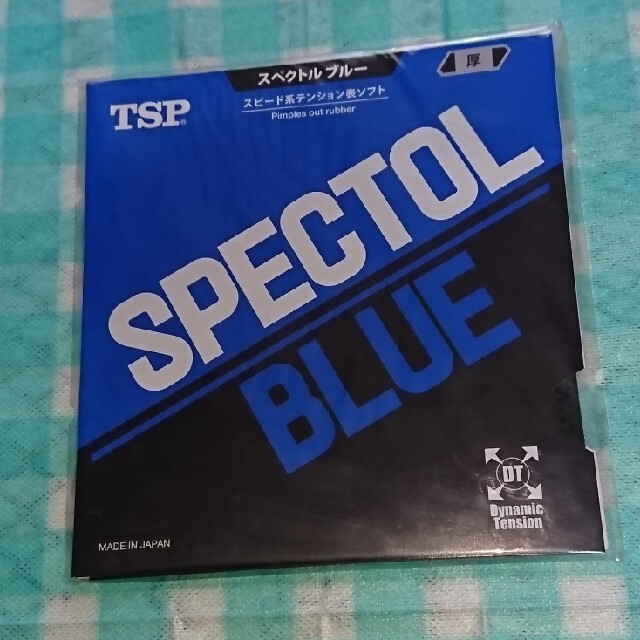 スペクトル ブルー
厚
TSP®
スピード系テンション表ソフト
Pimples out rubber
SPECTOL
BLUE
DT
Dynamic
Tension
MADE IN JAPAN